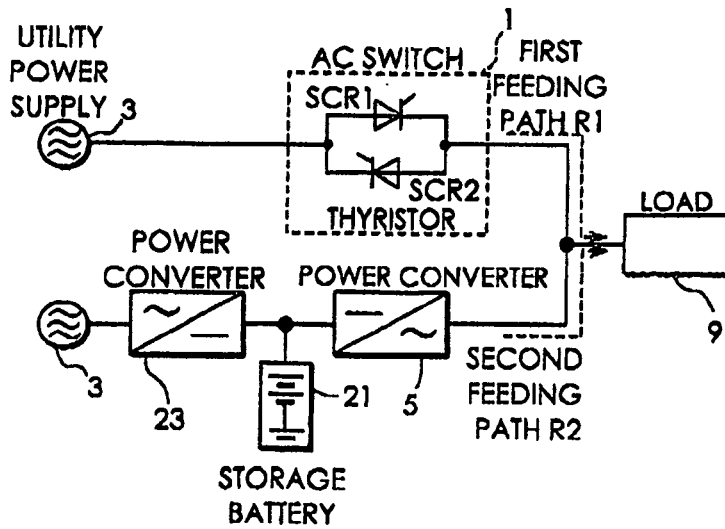 UTILITY
POWER
SUPPLY
3
AC SWITCH
SCR1
SCR2
THYRISTOR
1
FIRST
FEEDING
PATH R1
LOAD
9
POWER
CONVERTER
POWER CONVERTER
3
23
21
5
SECOND
FEEDING
PATH R2
STORAGE
BATTERY